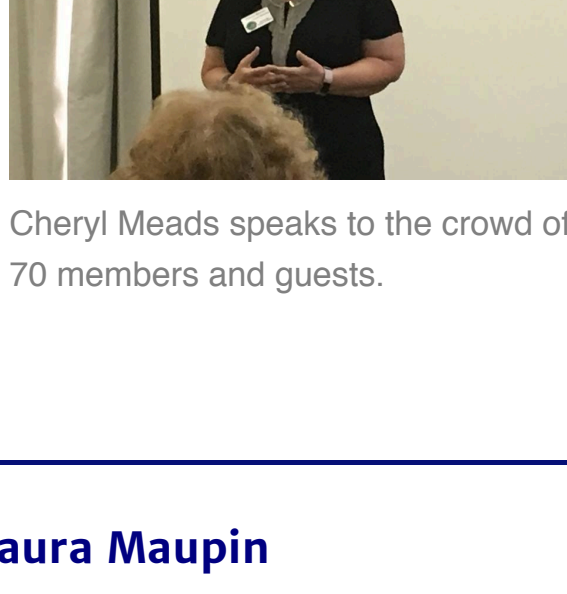 Cheryl Meads speaks to the crowd of
70 members and guests.
aura Maupin